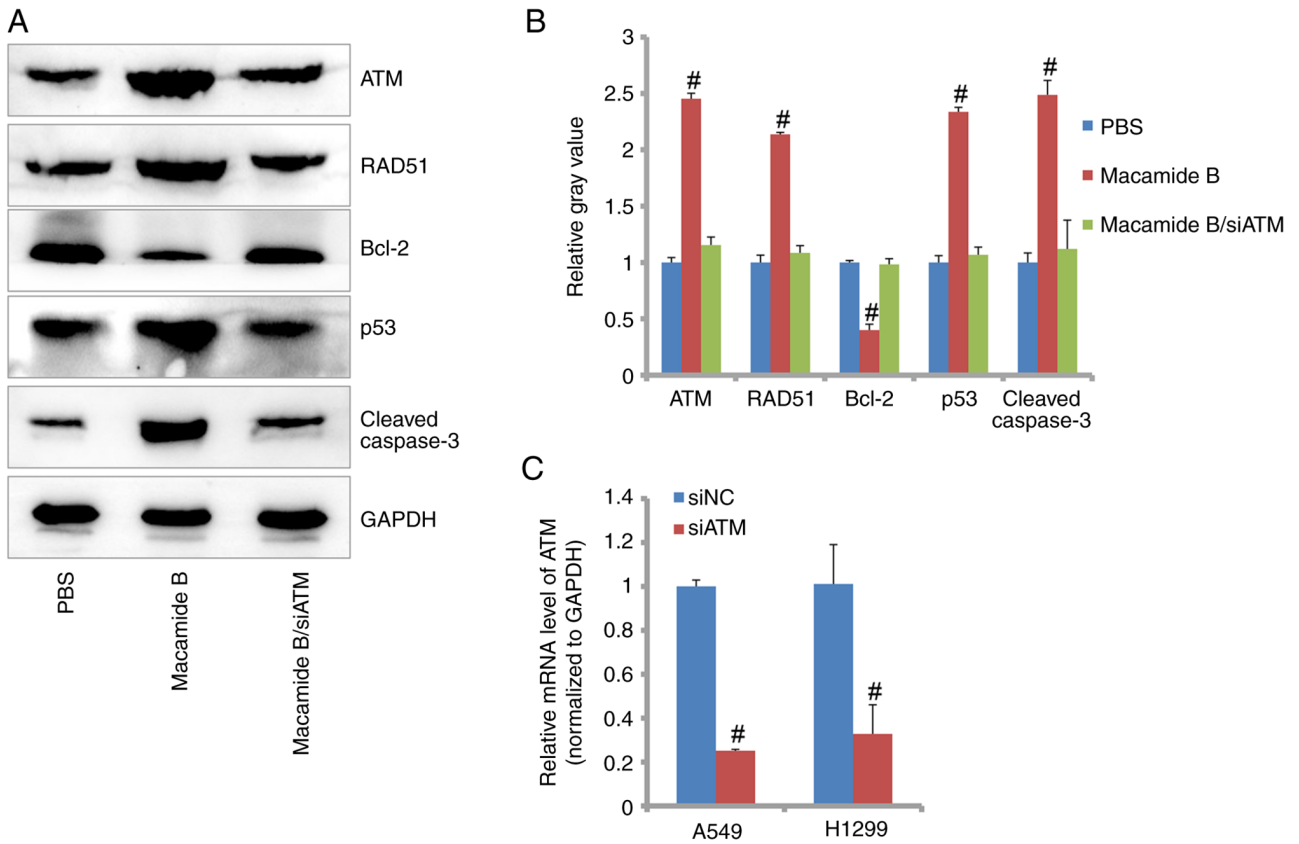 A
ATM
RAD51
Bcl-2
p53
Cleaved
caspase-3
GAPDH
PBS
Macamide B
Macamide B/siATM
B
Relative gray value
3
2.5
2
1.5
1
0.5
0
#
#
#
#
#
ATM
RAD51
Bcl-2
p53
Cleaved
caspase-3
PBS
Macamide B
Macamide B/siATM
C
Relative mRNA level of ATM
(normalized to GAPDH)
1.4
1.2
1
0.8
0.6
0.4
0.2
0
siNC
siATM
#
#
A549
H1299